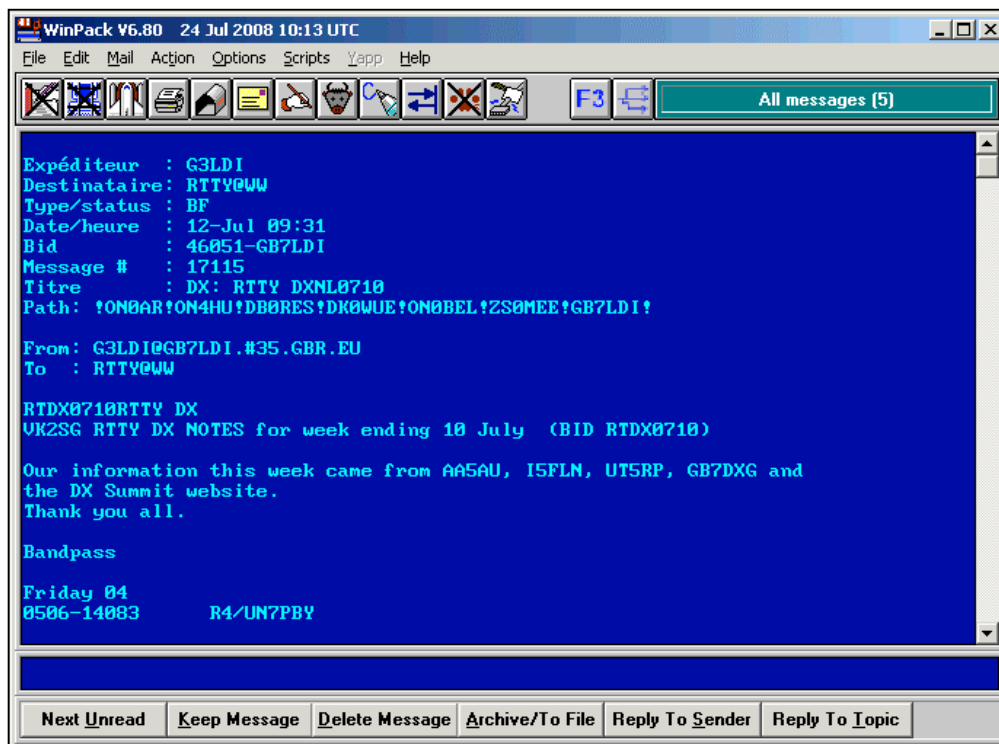 WinPack V6.80 24 Jul 2008 10:13 UTC
File Edit Mail Action Options Scripts Yapp Help
F3 All messages (5)
Expéditeur : G3LDI
Destinataire: RTTY@WW
Type/status : BF
Date/heure : 12-Jul 09:31
Bid : 46051-GB7LDI
Message # : 17115
Titre : DX: RTTY DXNL0710
Path: !ON0AR!ON4HU!DB0RES!DK0WUE!ON0BEL!ZS0MEE!GB7LDI!
From: G3LDI@GB7LDI.#35.GBR.EU
To : RTTY@WW
RTDX0710RTTY DX
VK2SG RTTY DX NOTES for week ending 10 July (BID RTDX0710)
Our information this week came from AA5AU, I5FLN, UT5RP, GB7DXG and
the DX Summit website.
Thank you all.
Bandpass
Friday 04
0506-14083 R4/UN7PBY
Next Unread Keep Message Delete Message Archive/To File Reply To Sender Reply To Topic